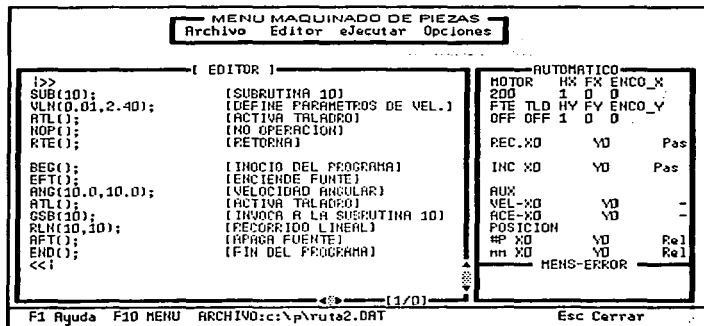 MENU MAQUINADO DE PIEZAS
Archivo Editor eJecutar Opciones
[ EDITOR ]
|>>
SUB(10); [SUBRUTINA 10]
VLN(0.01,2.40); [DEFINE PARAMETROS DE VEL.]
ATL(); [ACTIVA TALADRO]
NOP(); [NO OPERACION]
RTE(); [RETORNA]
BEG(); [INOCIO DEL PROGRAMA]
EFT(); [ENCIENDE FUNTE]
ANG(10.0,10.0); [VELOCIDAD ANGULAR]
ATL(); [ACTIVA TALADRO]
GSB(10); [INVOCA A LA SUBRUTINA 10]
RLN(10,10); [RECORRIDO LINEAL]
AFT(); [APAGA FUENTE]
END(); [FIN DEL PROGRAMA]
<<|
[1/0]
AUTOMATICO
MOTOR HX FX ENCO_X
200 1 0 0
FTE TLD HY FY ENCO_Y
OFF OFF 1 0 0
REC.X0 Y0 Pas
INC X0 Y0 Pas
AUX
VEL-X0 Y0 -
ACE-X0 Y0 -
POSICION
#P X0 Y0 Rel
mm X0 Y0 Rel
MENS-ERROR
F1 Ayuda F10 MENU ARCHIVO:c:\p\ruta2.DAT Esc Cerrar